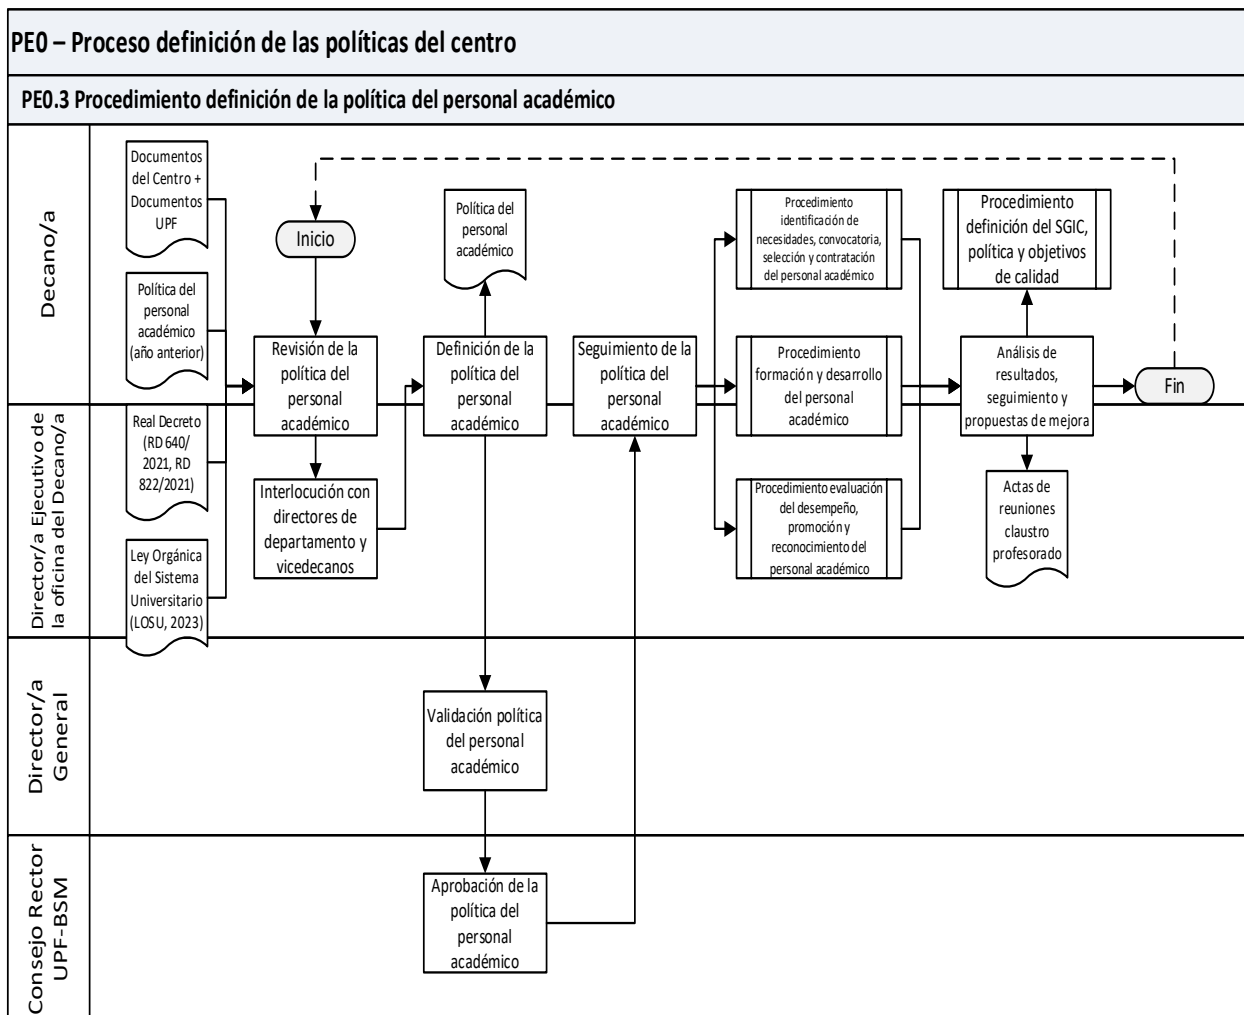 PE0 – Proceso definición de las políticas del centro
PE0.3 Procedimiento definición de la política del personal académico
Decano/a
Documentos
del Centro +
Documentos
UPF
Política del
personal
académico
(año anterior)
Inicio
Revisión de la
política del
personal
académico
Política del
personal
académico
Definición de la
política del
personal
académico
Seguimiento de la
política del
personal
académico
Procedimiento
identificación de
necesidades, convocatoria,
selección y contratación
del personal académico
Procedimiento
formación y desarrollo
del personal
académico
Procedimiento
definición del SGIC,
política y objetivos
de calidad
Análisis de
resultados,
seguimiento y
propuestas de mejora
Fin
Director/a Ejecutivo de
la oficina del Decano/a
Real Decreto
(RD 640/
2021, RD
822/2021)
Ley Orgánica
del Sistema
Universitario
(LOSU, 2023)
Interlocución con
directores de
departamento y
vicedecanos
Procedimiento evaluación
del desempeño,
promoción y
reconocimiento del
personal académico
Actas de
reuniones
claustro
profesorado
Director/a
General
Validación política
del personal
académico
Consejo Rector
UPF-BSM
Aprobación de la
política del
personal
académico